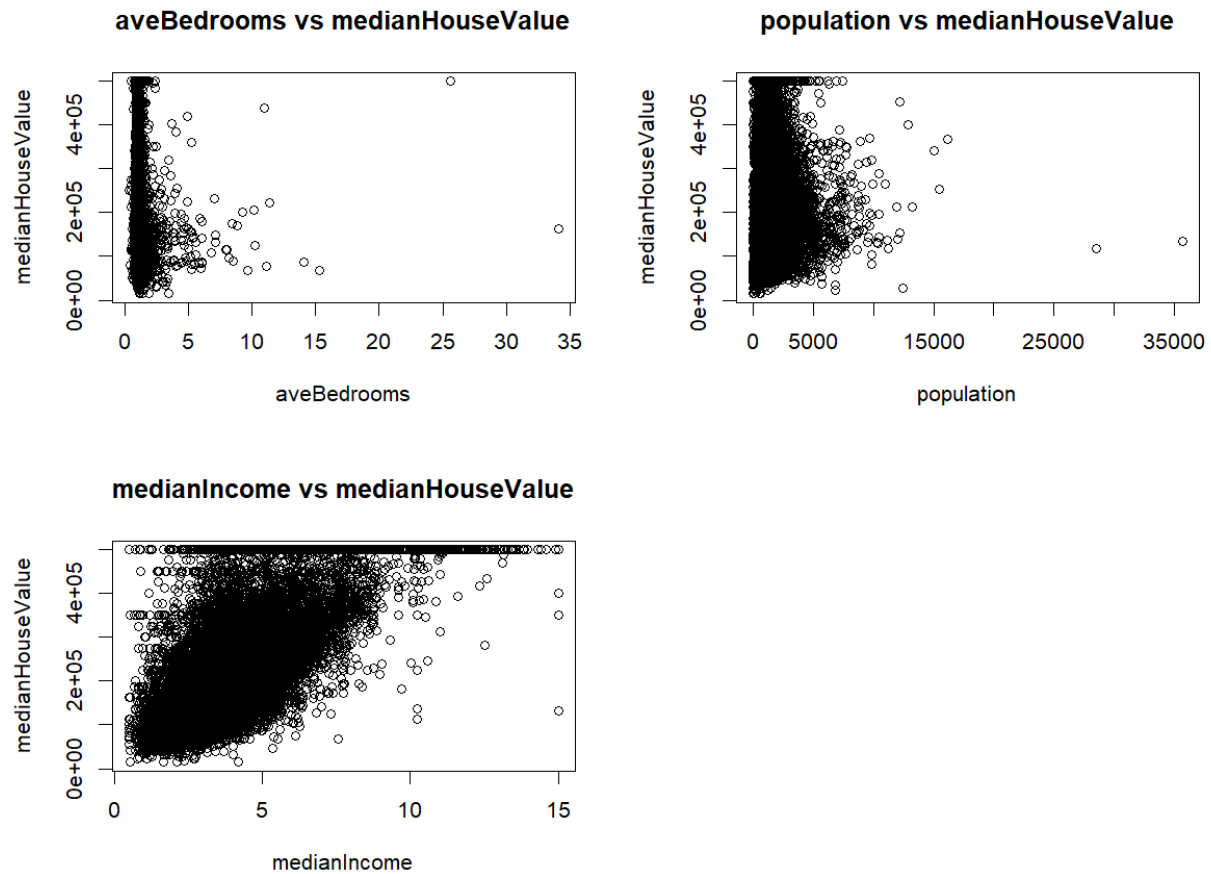 aveBedrooms vs medianHouseValue
medianHouseValue
0e+00 2e+05 4e+05
0 5 10 15 20 25 30 35
aveBedrooms
population vs medianHouseValue
medianHouseValue
0e+00 2e+05 4e+05
0 5000 15000 25000 35000
population
medianIncome vs medianHouseValue
medianHouseValue
0e+00 2e+05 4e+05
0 5 10 15
medianIncome